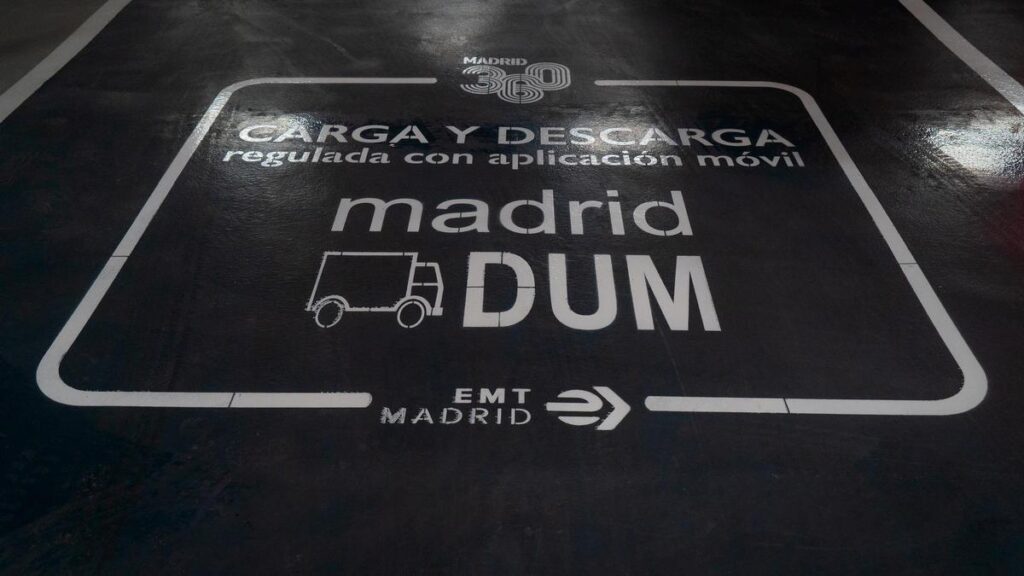 MADRID
360
CARGA Y DESCARGA
regulada con aplicación móvil
madrid
DUM
EMT
MADRID